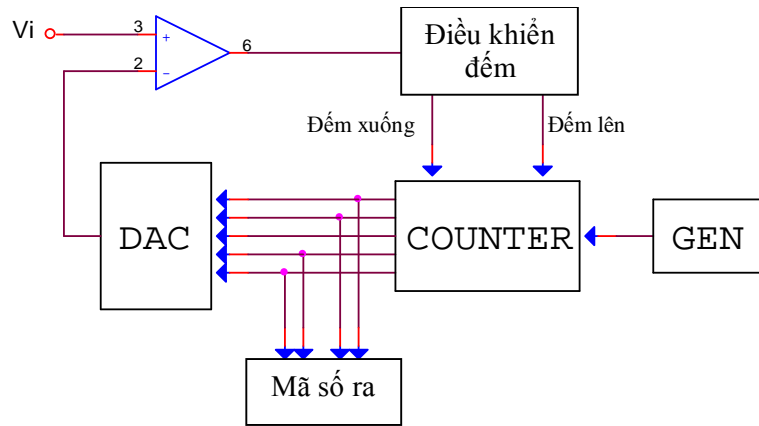 Vi
3
+
2
−
6
Điều khiển
đếm
Đếm xuống
Đếm lên
DAC
COUNTER
GEN
Mã số ra